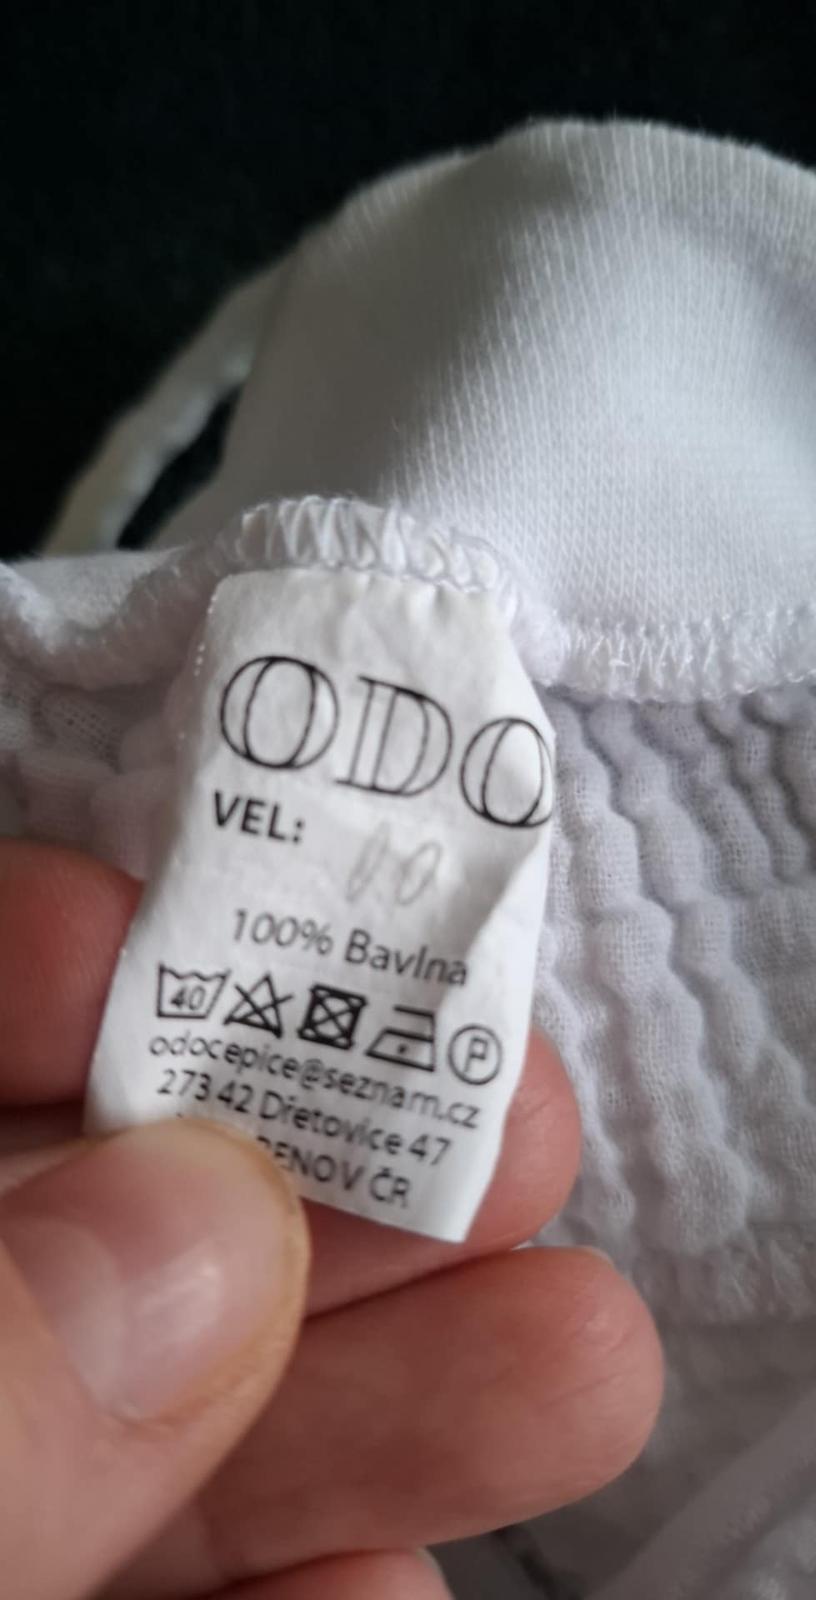 ODO
VEL:
100% Bavlna
40
P
odocepice@seznam.cz
273 42 Dřetovice 47
ČR